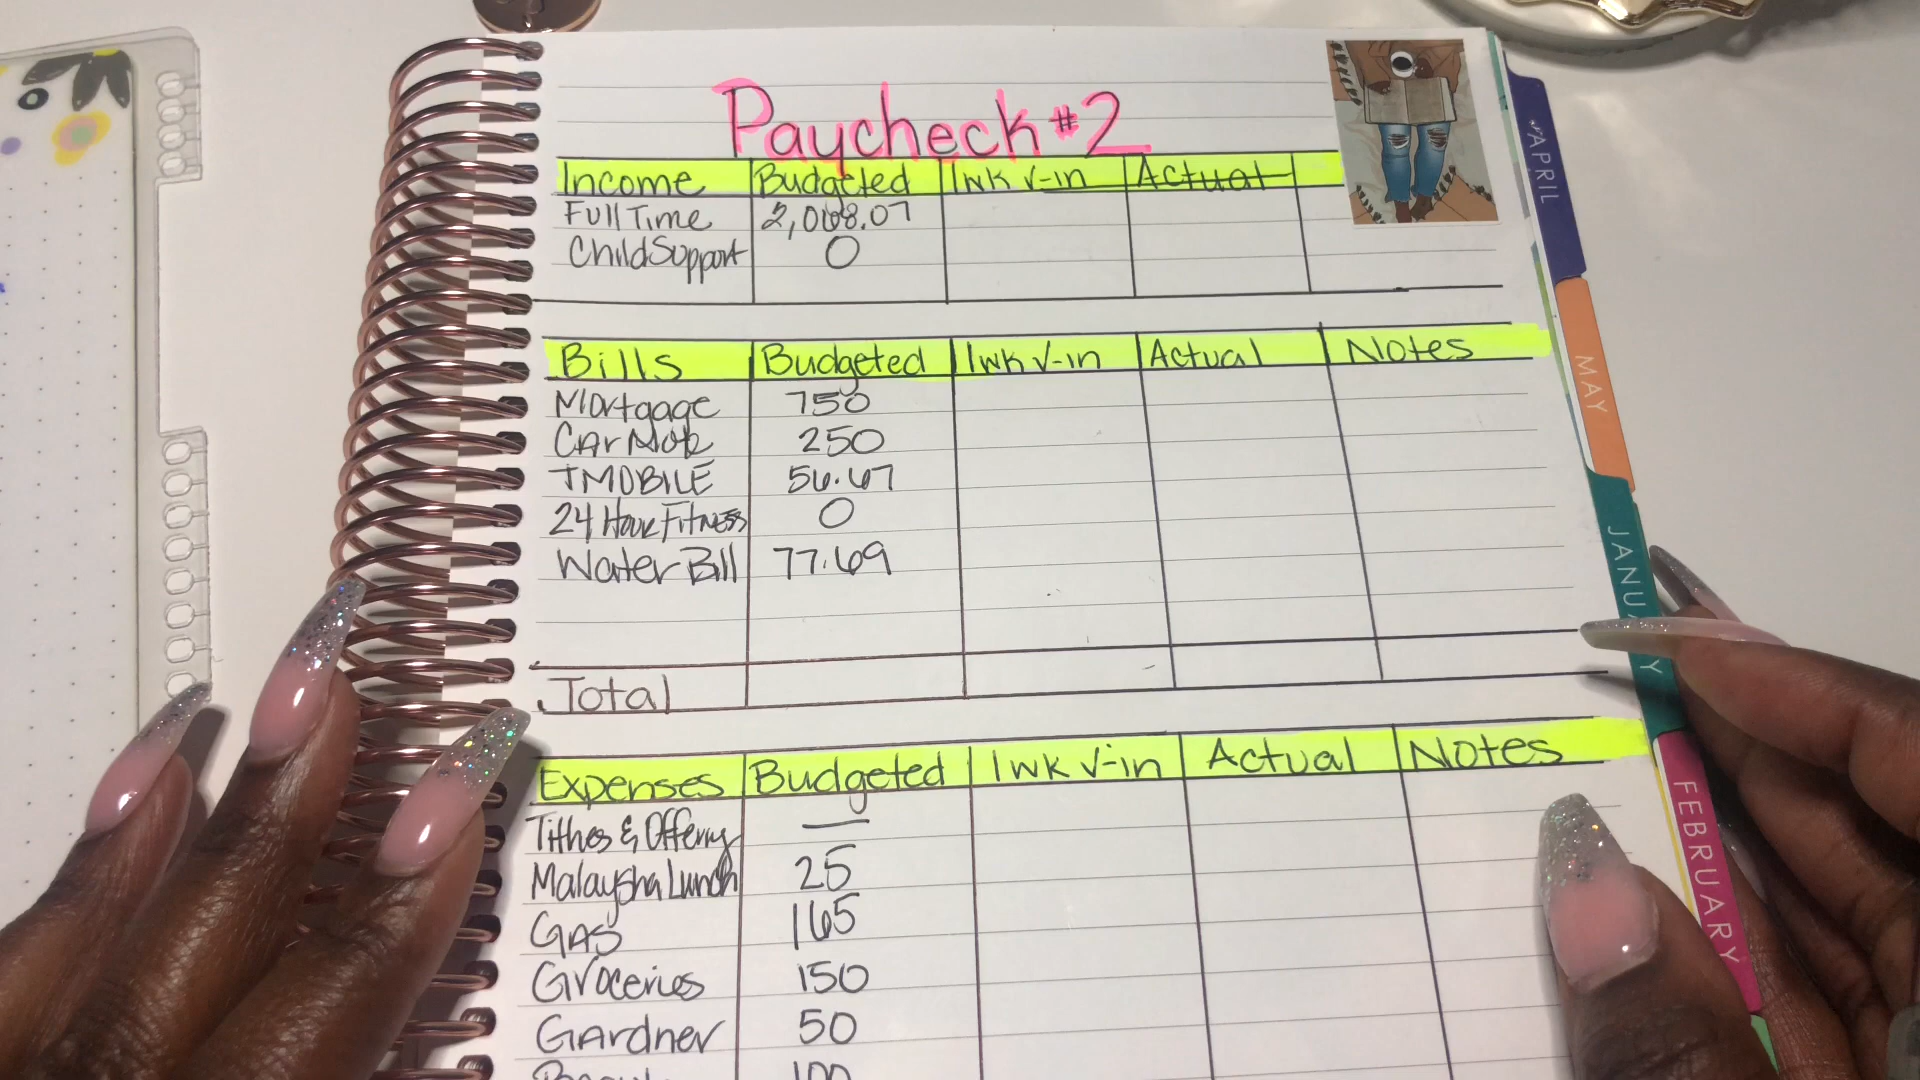 Paycheck #2
Income Budgeted 1wk √-in Actual
Full Time 2,068.07
Child Support 0
Bills Budgeted 1wk √-in Actual Notes
Mortgage 750
CAr Note 250
TMOBILE 56.67
24 Hour Fitness 0
Water Bill 77.69
Total
Expenses Budgeted 1wk √-in Actual Notes
Tithes & Offering —
Malaysha Lunch 25
GAS 165
Groceries 150
GArdner 50
100
APRIL
MAY
JANUARY
FEBRUARY